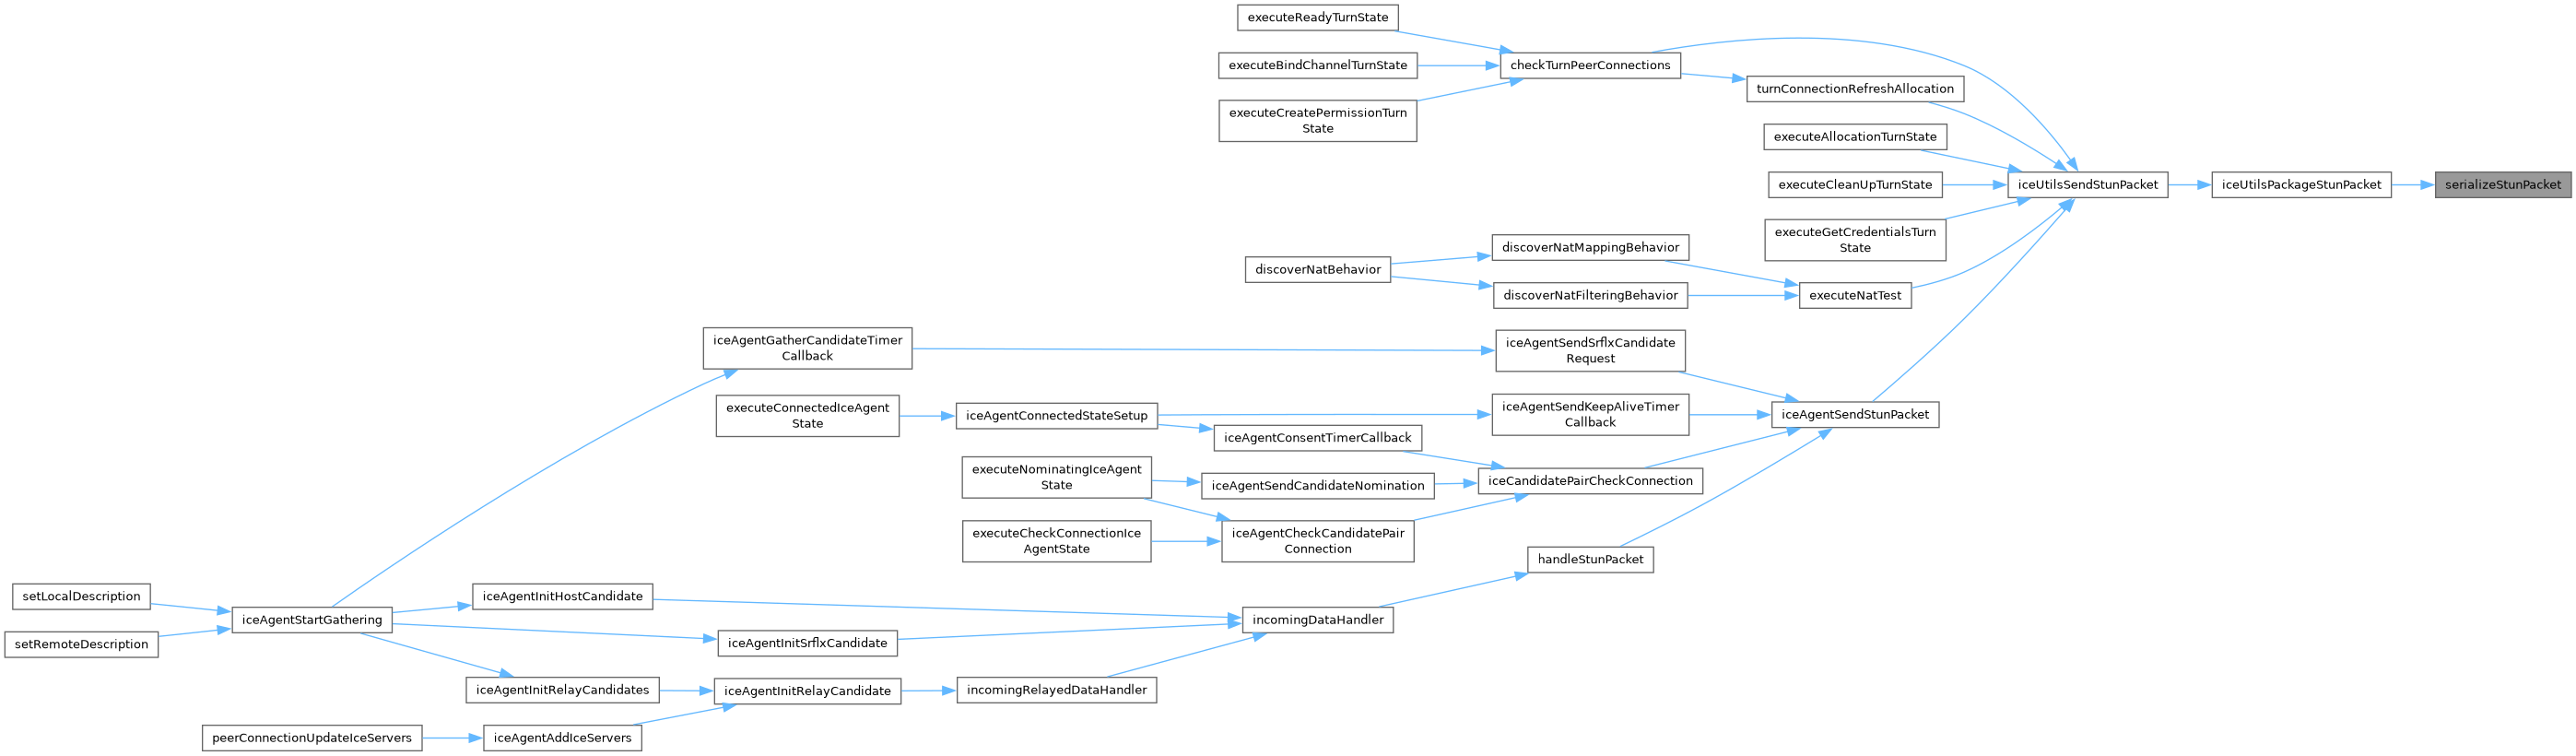 executeReadyTurnState
executeBindChannelTurnState
executeCreatePermissionTurn
State
checkTurnPeerConnections
turnConnectionRefreshAllocation
executeAllocationTurnState
executeCleanUpTurnState
executeGetCredentialsTurn
State
iceUtilsSendStunPacket
iceUtilsPackageStunPacket
serializeStunPacket
discoverNatBehavior
discoverNatMappingBehavior
discoverNatFilteringBehavior
executeNatTest
iceAgentGatherCandidateTimer
Callback
iceAgentSendSrflxCandidate
Request
executeConnectedIceAgent
State
iceAgentConnectedStateSetup
iceAgentSendKeepAliveTimer
Callback
iceAgentSendStunPacket
iceAgentConsentTimerCallback
executeNominatingIceAgent
State
iceAgentSendCandidateNomination
iceCandidatePairCheckConnection
executeCheckConnectionIce
AgentState
iceAgentCheckCandidatePair
Connection
handleStunPacket
setLocalDescription
setRemoteDescription
iceAgentStartGathering
iceAgentInitHostCandidate
incomingDataHandler
iceAgentInitSrflxCandidate
iceAgentInitRelayCandidates
iceAgentInitRelayCandidate
incomingRelayedDataHandler
peerConnectionUpdateIceServers
iceAgentAddIceServers